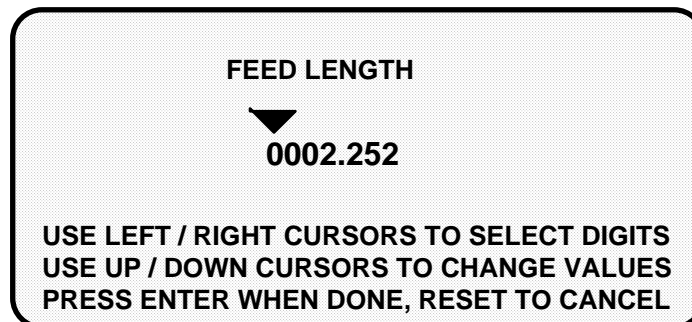 FEED LENGTH
0002.252
USE LEFT / RIGHT CURSORS TO SELECT DIGITS
USE UP / DOWN CURSORS TO CHANGE VALUES
PRESS ENTER WHEN DONE, RESET TO CANCEL